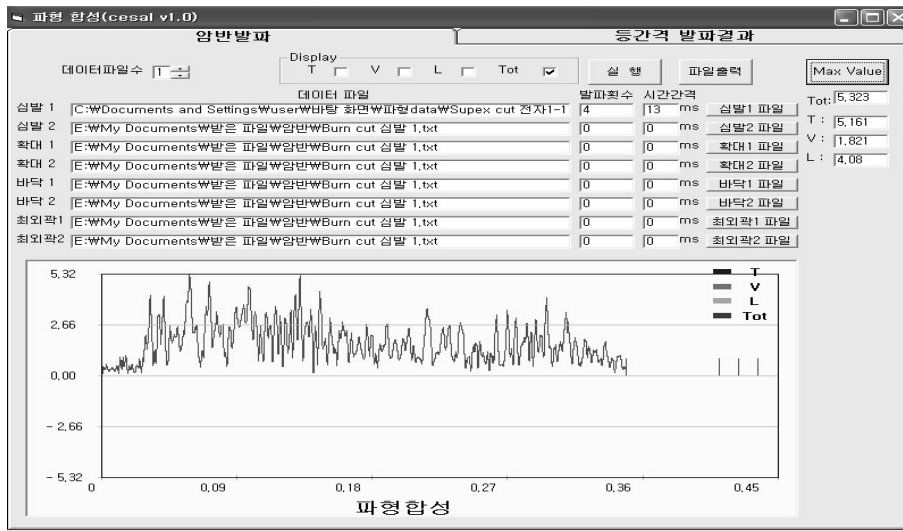 파형 합성(cesal v1.0)
암반발파
등간격 발파결과
데이터파일수 1
Display
T V L Tot
실 행
파일출력
Max Value
데이터 파일
발파횟수 시간간격
심발 1 C:₩Documents and Settings₩user₩바탕 화면₩파형data₩Supex cut 전자1-1 4 13 ms 심발1 파일
심발 2 E:₩My Documents₩받은 파일₩암반₩Burn cut 심발 1,txt 0 0 ms 심발2 파일
확대 1 E:₩My Documents₩받은 파일₩암반₩Burn cut 심발 1,txt 0 0 ms 확대1 파일
확대 2 E:₩My Documents₩받은 파일₩암반₩Burn cut 심발 1,txt 0 0 ms 확대2 파일
바닥 1 E:₩My Documents₩받은 파일₩암반₩Burn cut 심발 1,txt 0 0 ms 바닥1 파일
바닥 2 E:₩My Documents₩받은 파일₩암반₩Burn cut 심발 1,txt 0 0 ms 바닥2 파일
최외곽1 E:₩My Documents₩받은 파일₩암반₩Burn cut 심발 1,txt 0 0 ms 최외곽1 파일
최외곽2 E:₩My Documents₩받은 파일₩암반₩Burn cut 심발 1,txt 0 0 ms 최외곽2 파일
Tot: 5,323
T : 5,161
V : 1,821
L : 4,08
5,32
2,66
0,00
- 2,66
- 5,32
T
V
L
Tot
0 0,09 0,18 0,27 0,36 0,45
파형합성